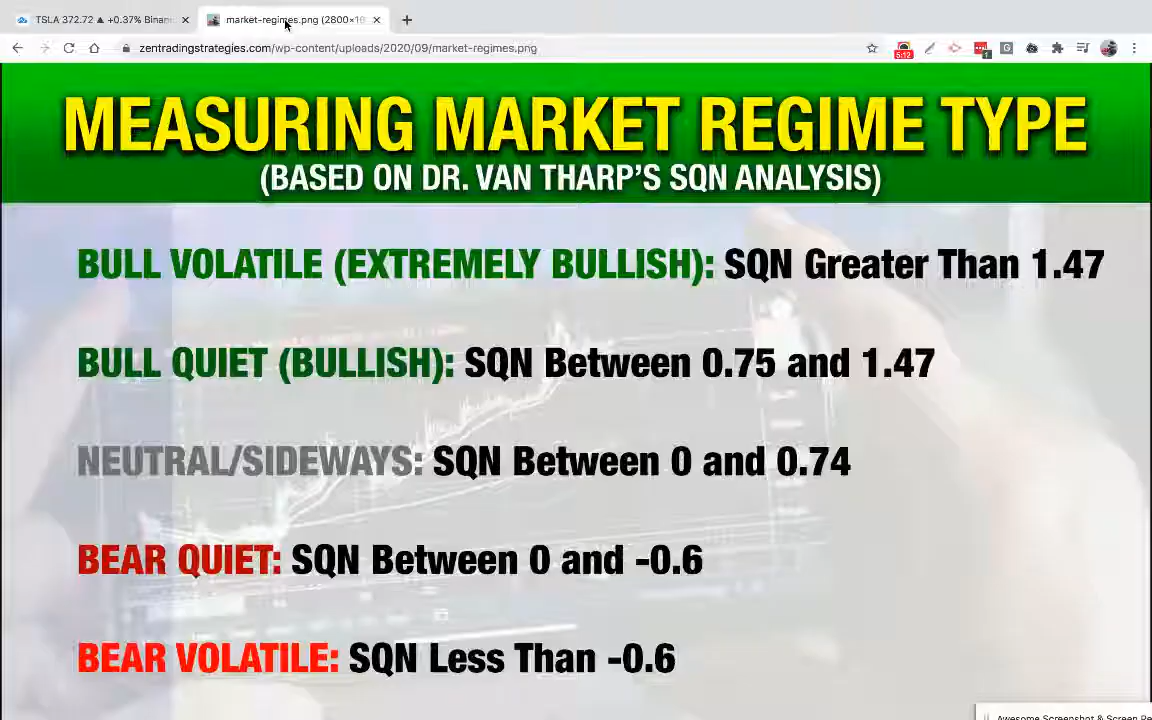 TSLA 372.72 ▲ +0.37% Binan
market-regimes.png (2800×16
zentradingstrategies.com/wp-content/uploads/2020/09/market-regimes.png
5:12
1
G
MEASURING MARKET REGIME TYPE
(BASED ON DR. VAN THARP'S SQN ANALYSIS)
BULL VOLATILE (EXTREMELY BULLISH): SQN Greater Than 1.47
BULL QUIET (BULLISH): SQN Between 0.75 and 1.47
NEUTRAL/SIDEWAYS: SQN Between 0 and 0.74
BEAR QUIET: SQN Between 0 and -0.6
BEAR VOLATILE: SQN Less Than -0.6
Awesome Screenshot & Screen Re